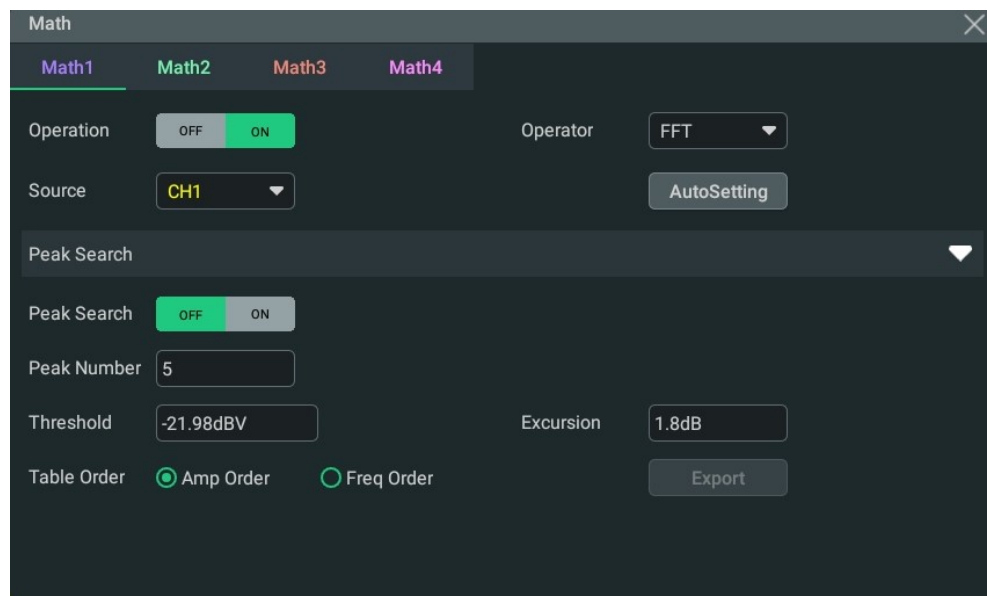 Math
Math1 Math2 Math3 Math4
Operation OFF ON Operator FFT
Source CH1 AutoSetting
Peak Search
Peak Search OFF ON
Peak Number 5
Threshold -21.98dBV Excursion 1.8dB
Table Order Amp Order Freq Order Export